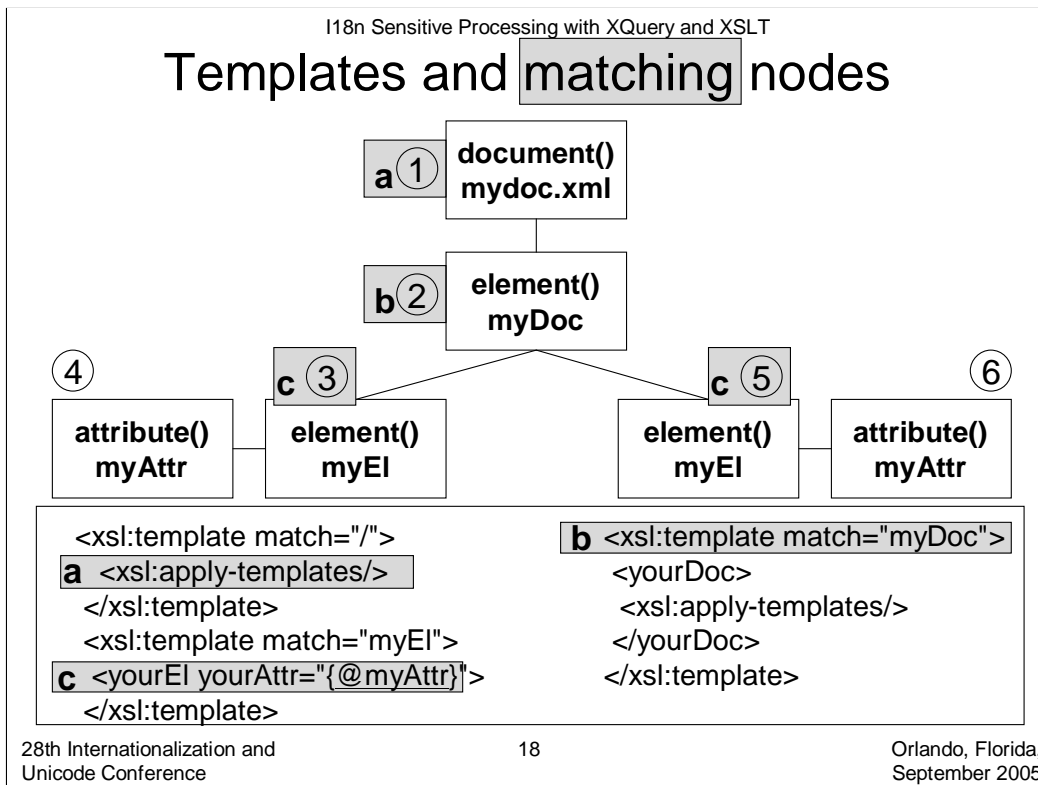 I18n Sensitive Processing with XQuery and XSLT
Templates and matching nodes
a 1
document()
mydoc.xml
b 2
element()
myDoc
4
c 3
c 5
6
attribute()
myAttr
element()
myEl
element()
myEl
attribute()
myAttr
<xsl:template match="/">
a <xsl:apply-templates/>
</xsl:template>
<xsl:template match="myEl">
c <yourEl yourAttr="{@myAttr}">
</xsl:template>
b <xsl:template match="myDoc">
<yourDoc>
<xsl:apply-templates/>
</yourDoc>
</xsl:template>
28th Internationalization and
Unicode Conference
18
Orlando, Florida,
September 2005